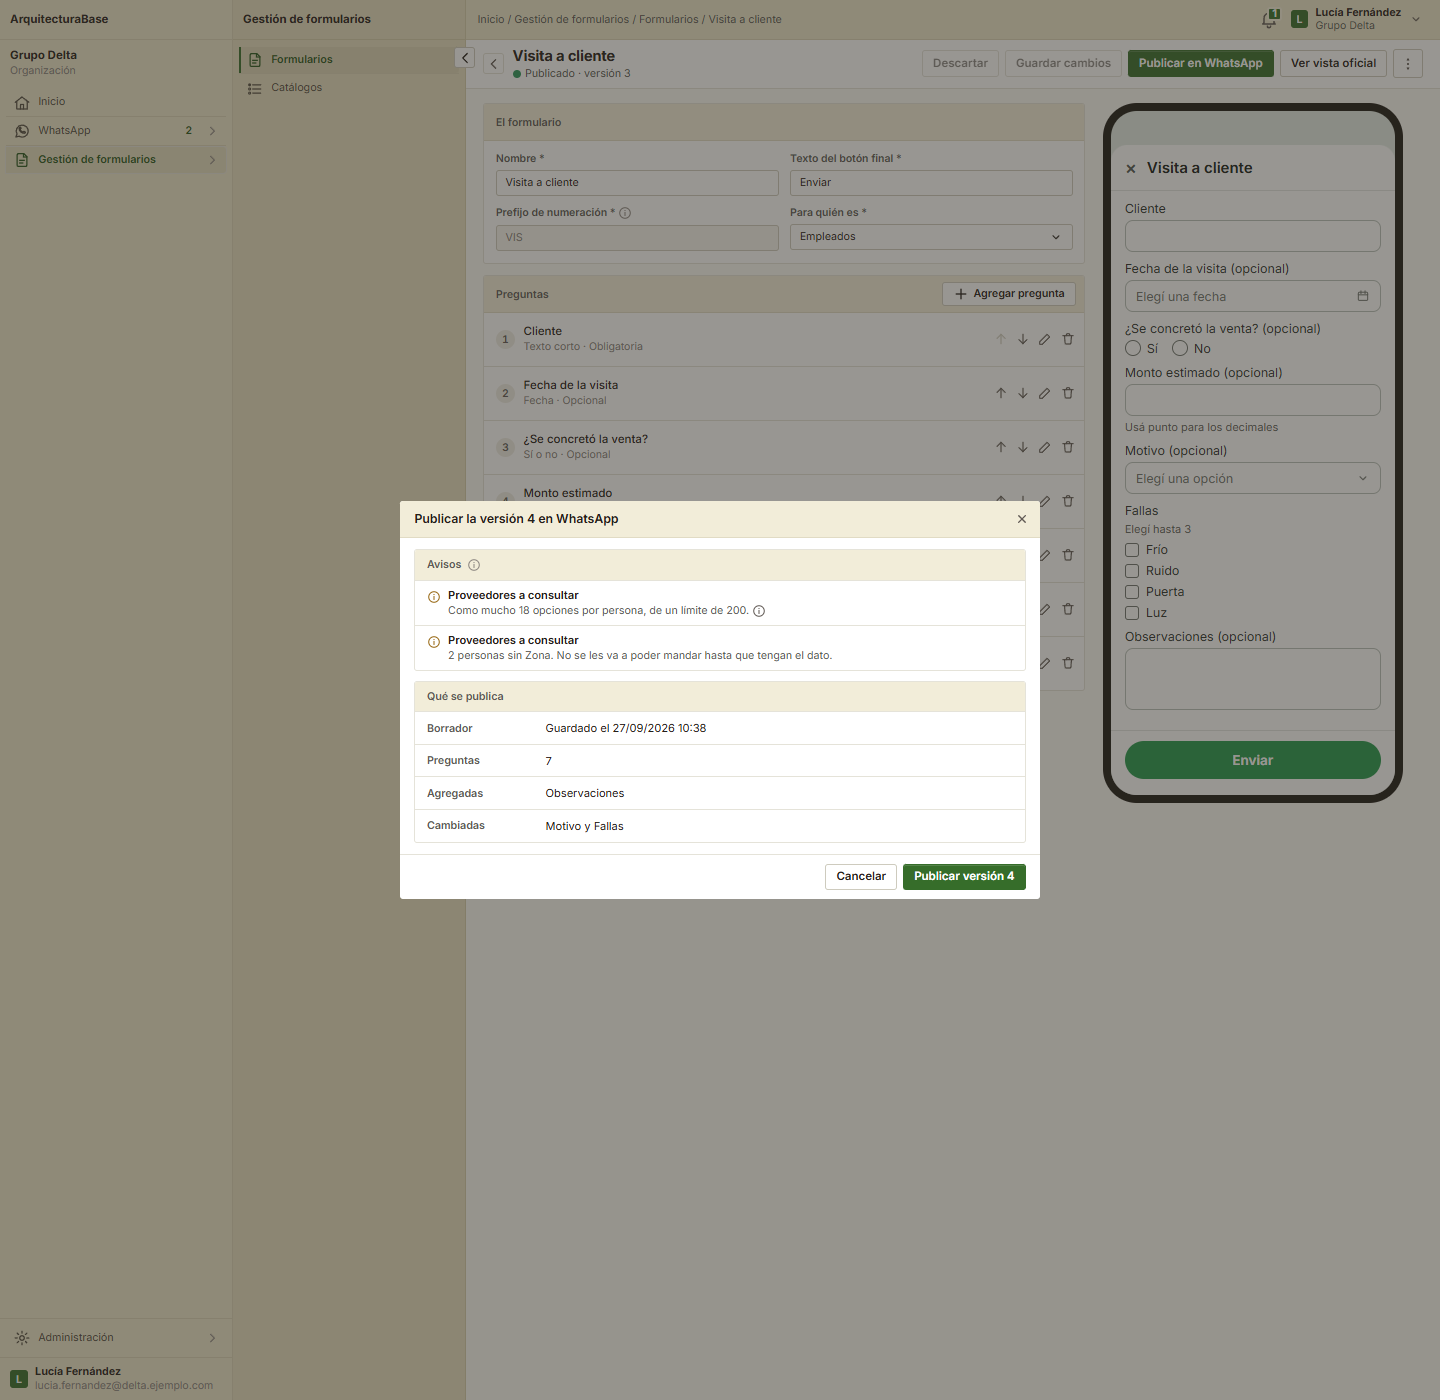 ArquitecturaBase
Gestión de formularios
Inicio / Gestión de formularios / Formularios / Visita a cliente
1
L
Lucía Fernández
Grupo Delta
Grupo Delta
Organización
Inicio
WhatsApp 2
Gestión de formularios
Formularios
Catálogos
Visita a cliente
Publicado · versión 3
Descartar
Guardar cambios
Publicar en WhatsApp
Ver vista oficial
El formulario
Nombre *
Visita a cliente
Texto del botón final *
Enviar
Prefijo de numeración *
VIS
Para quién es *
Empleados
Preguntas
Agregar pregunta
1
Cliente
Texto corto · Obligatoria
2
Fecha de la visita
Fecha · Opcional
3
¿Se concretó la venta?
Sí o no · Opcional
Monto estimado
Publicar la versión 4 en WhatsApp
Avisos
Proveedores a consultar
Como mucho 18 opciones por persona, de un límite de 200.
Proveedores a consultar
2 personas sin Zona. No se les va a poder mandar hasta que tengan el dato.
Qué se publica
Borrador Guardado el 27/09/2026 10:38
Preguntas 7
Agregadas Observaciones
Cambiadas Motivo y Fallas
Cancelar
Publicar versión 4
Visita a cliente
Cliente
Fecha de la visita (opcional)
Elegí una fecha
¿Se concretó la venta? (opcional)
Sí No
Monto estimado (opcional)
Usá punto para los decimales
Motivo (opcional)
Elegí una opción
Fallas
Elegí hasta 3
Frío
Ruido
Puerta
Luz
Observaciones (opcional)
Enviar
Administración
L
Lucía Fernández
lucia.fernandez@delta.ejemplo.com